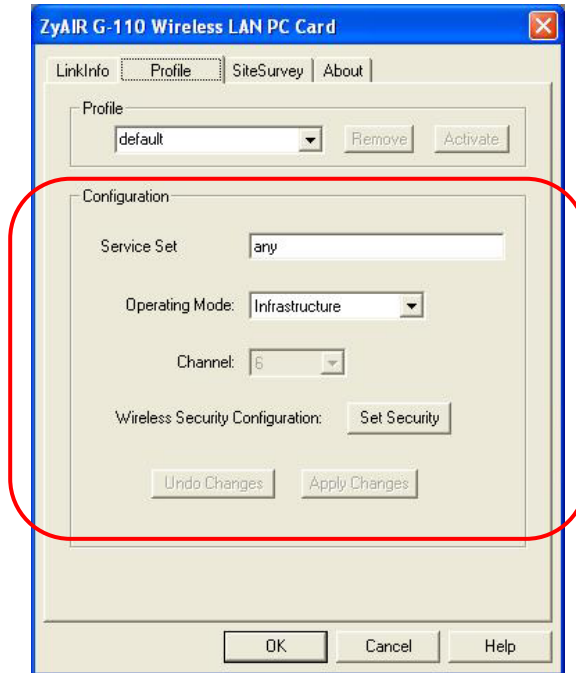 ZyAIR G-110 Wireless LAN PC Card
LinkInfo Profile SiteSurvey About
Profile
default Remove Activate
Configuration
Service Set any
Operating Mode: Infrastructure
Channel: 6
Wireless Security Configuration: Set Security
Undo Changes Apply Changes
OK Cancel Help